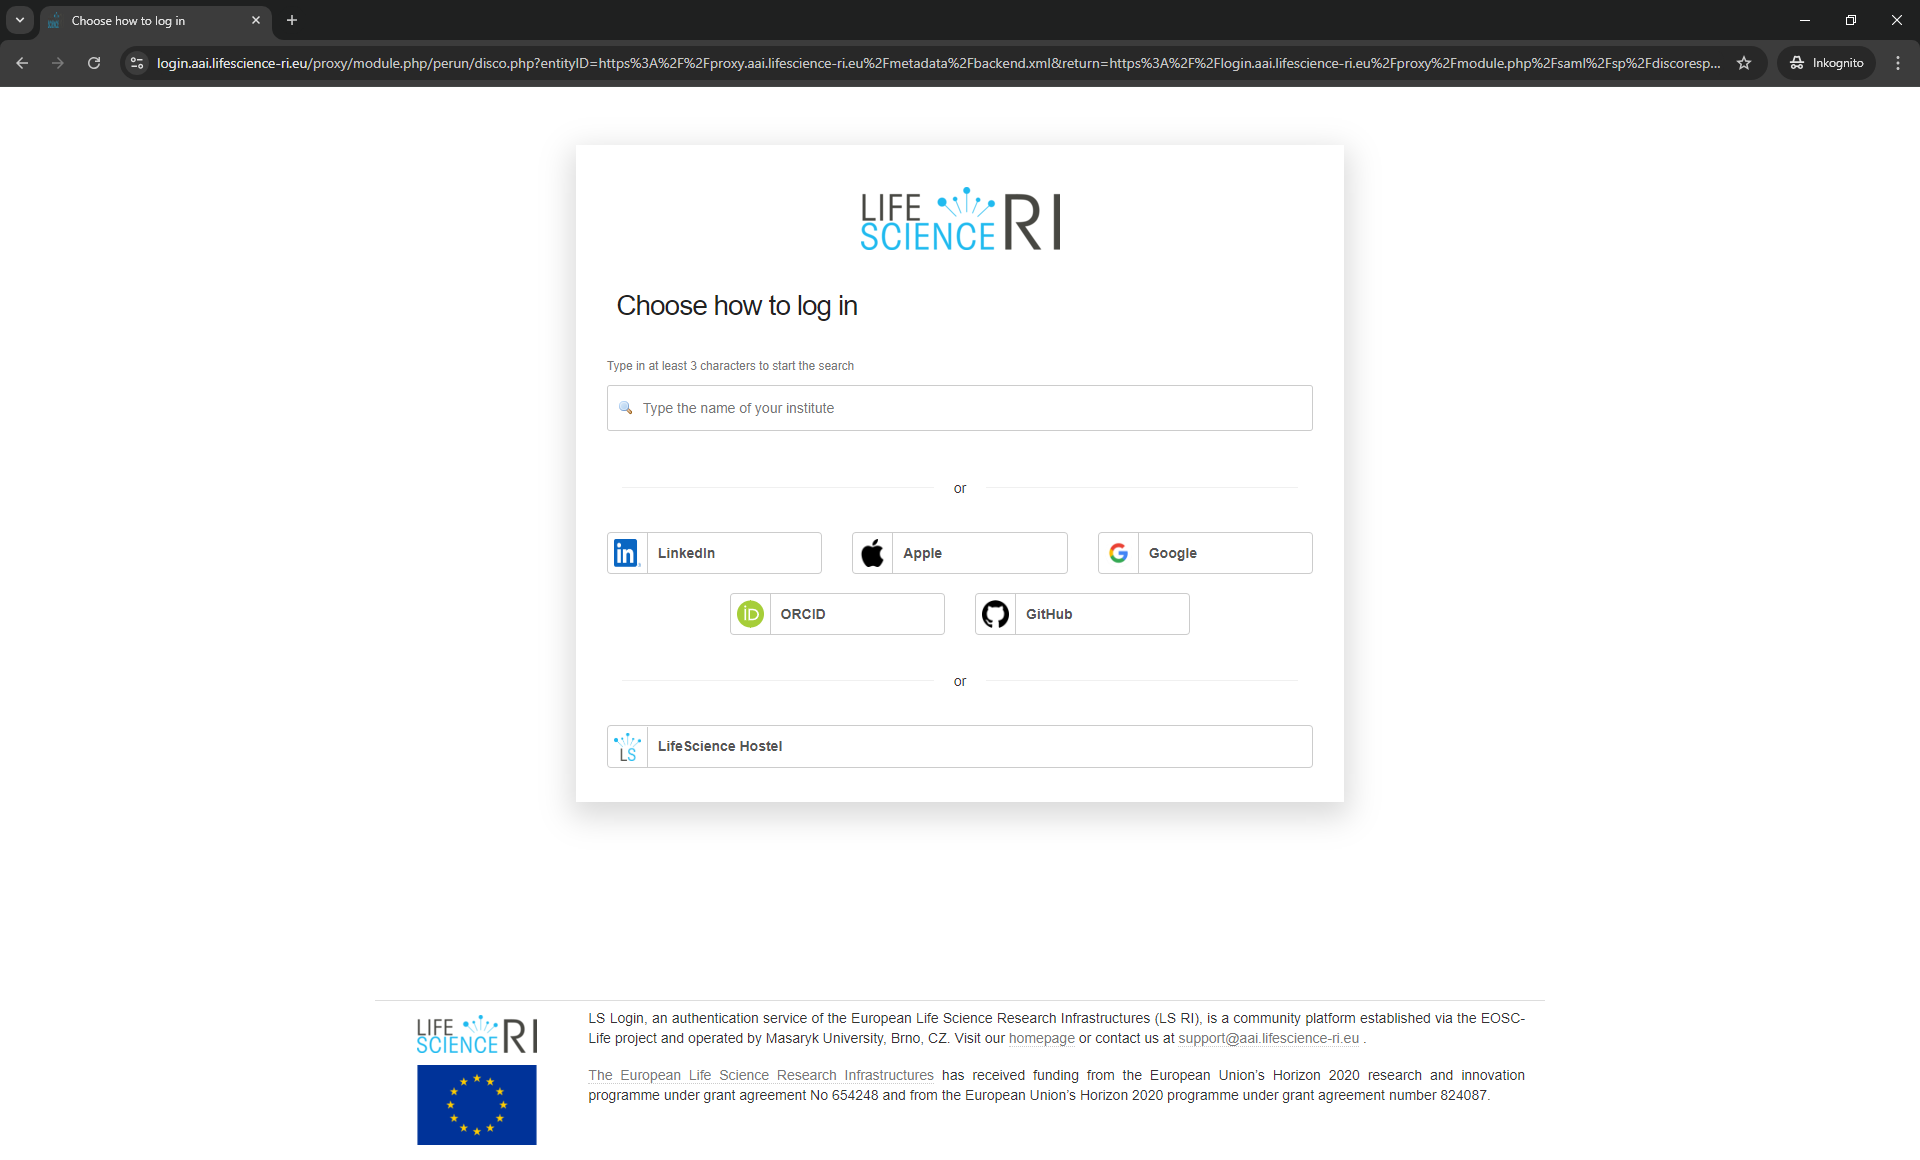 Choose how to log in
login.aai.lifescience-ri.eu/proxy/module.php/perun/disco.php?entityID=https%3A%2F%2Fproxy.aai.lifescience-ri.eu%2Fmetadata%2Fbackend.xml&return=https%3A%2F%2Flogin.aai.lifescience-ri.eu%2Fproxy%2Fmodule.php%2Fsaml%2Fsp%2Fdiscoresp...
Inkognito
LIFE
SCIENCE RI
Choose how to log in
Type in at least 3 characters to start the search
Type the name of your institute
or
in LinkedIn
Apple
G Google
iD ORCID
GitHub
or
LS LifeScience Hostel
LIFE
SCIENCE RI
LS Login, an authentication service of the European Life Science Research Infrastructures (LS RI), is a community platform established via the EOSC-
Life project and operated by Masaryk University, Brno, CZ. Visit our homepage or contact us at support@aai.lifescience-ri.eu .
The European Life Science Research Infrastructures has received funding from the European Union’s Horizon 2020 research and innovation
programme under grant agreement No 654248 and from the European Union’s Horizon 2020 programme under grant agreement number 824087.